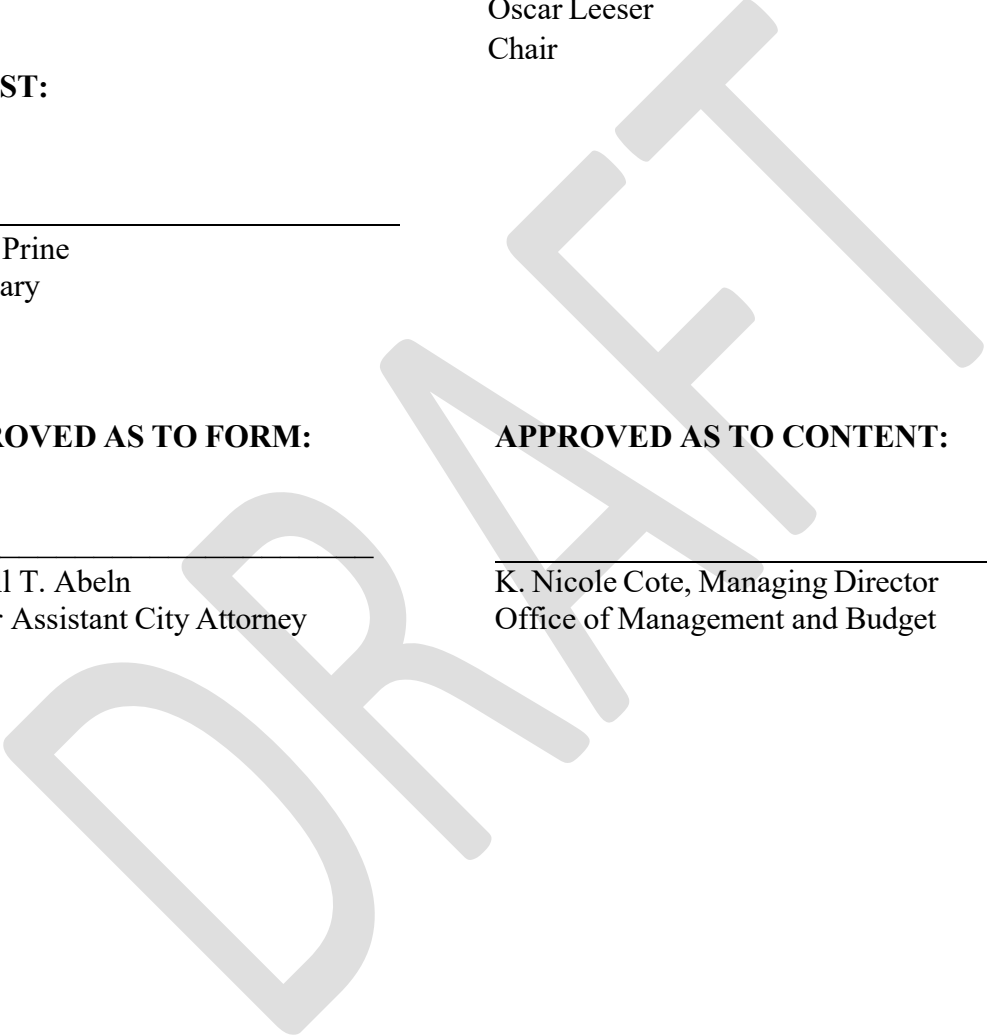 Oscar Leeser
Chair
ST:
Prine
ary
ROVED AS TO FORM:
APPROVED AS TO CONTENT:
l T. Abeln
r Assistant City Attorney
K. Nicole Cote, Managing Director
Office of Management and Budget
DRAFT